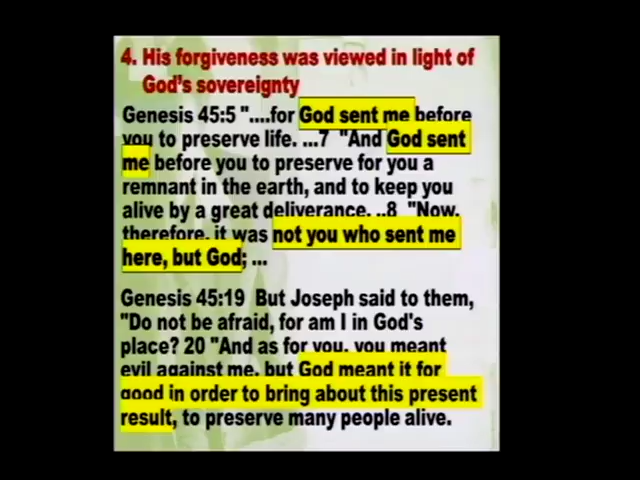 4. His forgiveness was viewed in light of
God's sovereignty
Genesis 45:5 "....for God sent me before
you to preserve life. ...7 "And God sent
me before you to preserve for you a
remnant in the earth, and to keep you
alive by a great deliverance. ..8 "Now,
therefore, it was not you who sent me
here, but God; ...
Genesis 45:19 But Joseph said to them,
"Do not be afraid, for am I in God's
place? 20 "And as for you, you meant
evil against me, but God meant it for
good in order to bring about this present
result, to preserve many people alive.